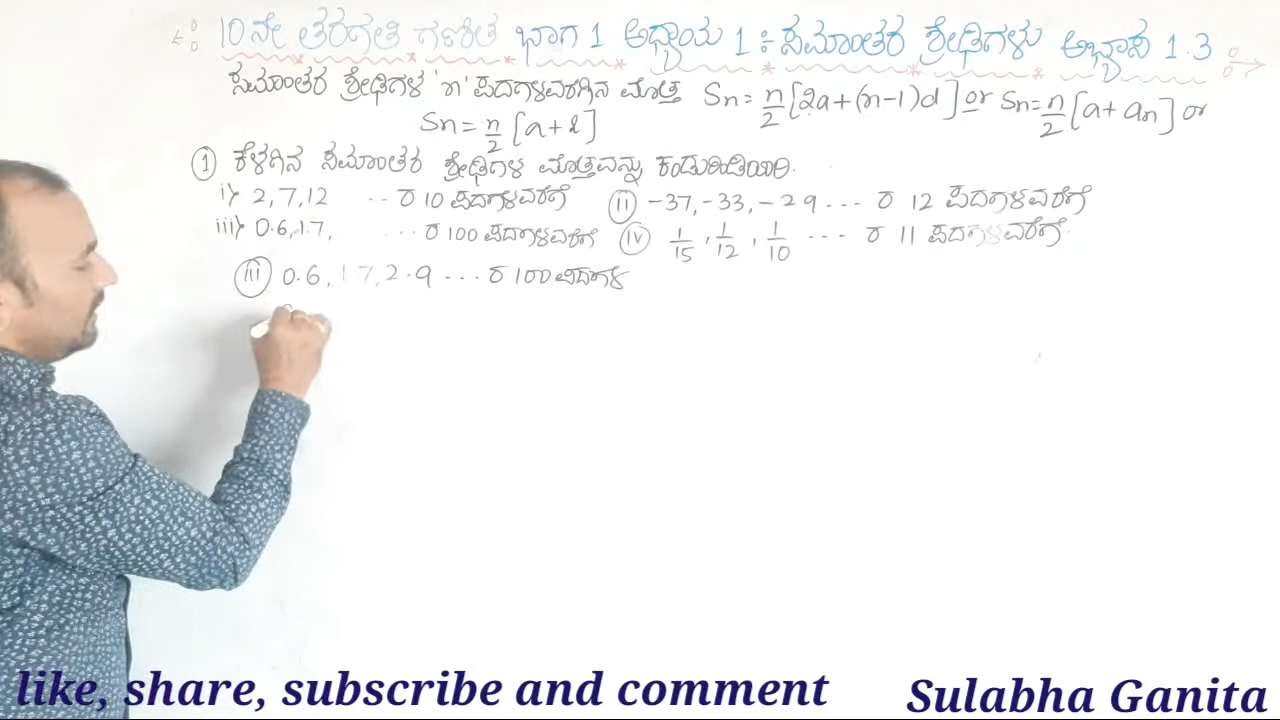 ←: 10 ನೇ ತರಗತಿ ಗಣಿತ ಭಾಗ 1 ಅಧ್ಯಾಯ 1 : ಸಮಾಂತರ ಶ್ರೇಢಿಗಳು ಅಭ್ಯಾಸ 1.3 :→
ಸಮಾಂತರ ಶ್ರೇಢಿಗಳ 'n' ಪದಗಳವರೆಗಿನ ಮೊತ್ತ Sn = n/2 [2a+(n-1)d] or Sn = n/2 [a + an] or
Sn = n/2 [a + l]
① ಕೆಳಗಿನ ಸಮಾಂತರ ಶ್ರೇಢಿಗಳ ಮೊತ್ತವನ್ನು ಕಂಡುಹಿಡಿಯಿರಿ.
i) 2, 7, 12 ... ರ 10 ಪದಗಳವರೆಗೆ (ii) -37, -33, -29 ... ರ 12 ಪದಗಳವರೆಗೆ
iii) 0.6, 1.7, ... ರ 100 ಪದಗಳವರೆಗೆ (iv) 1/15, 1/12, 1/10 ... ರ 11 ಪದಗಳವರೆಗೆ
(iii) 0.6, 1 7, 2.9 ... ರ 100 ಪದಗಳ
like, share, subscribe and comment
Sulabha Ganita